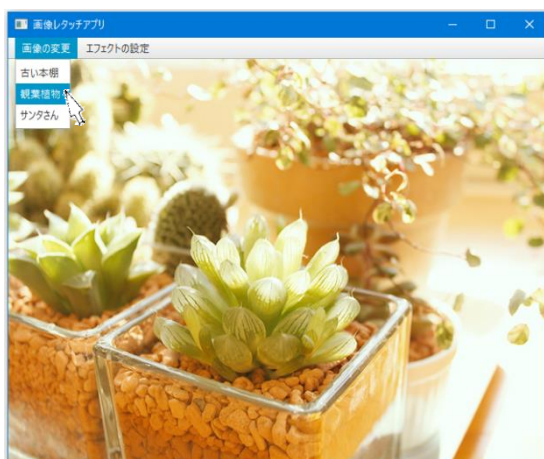 画像レタッチアプリ
画像の変更 エフェクトの設定
古い本棚
観葉植物
サンタさん